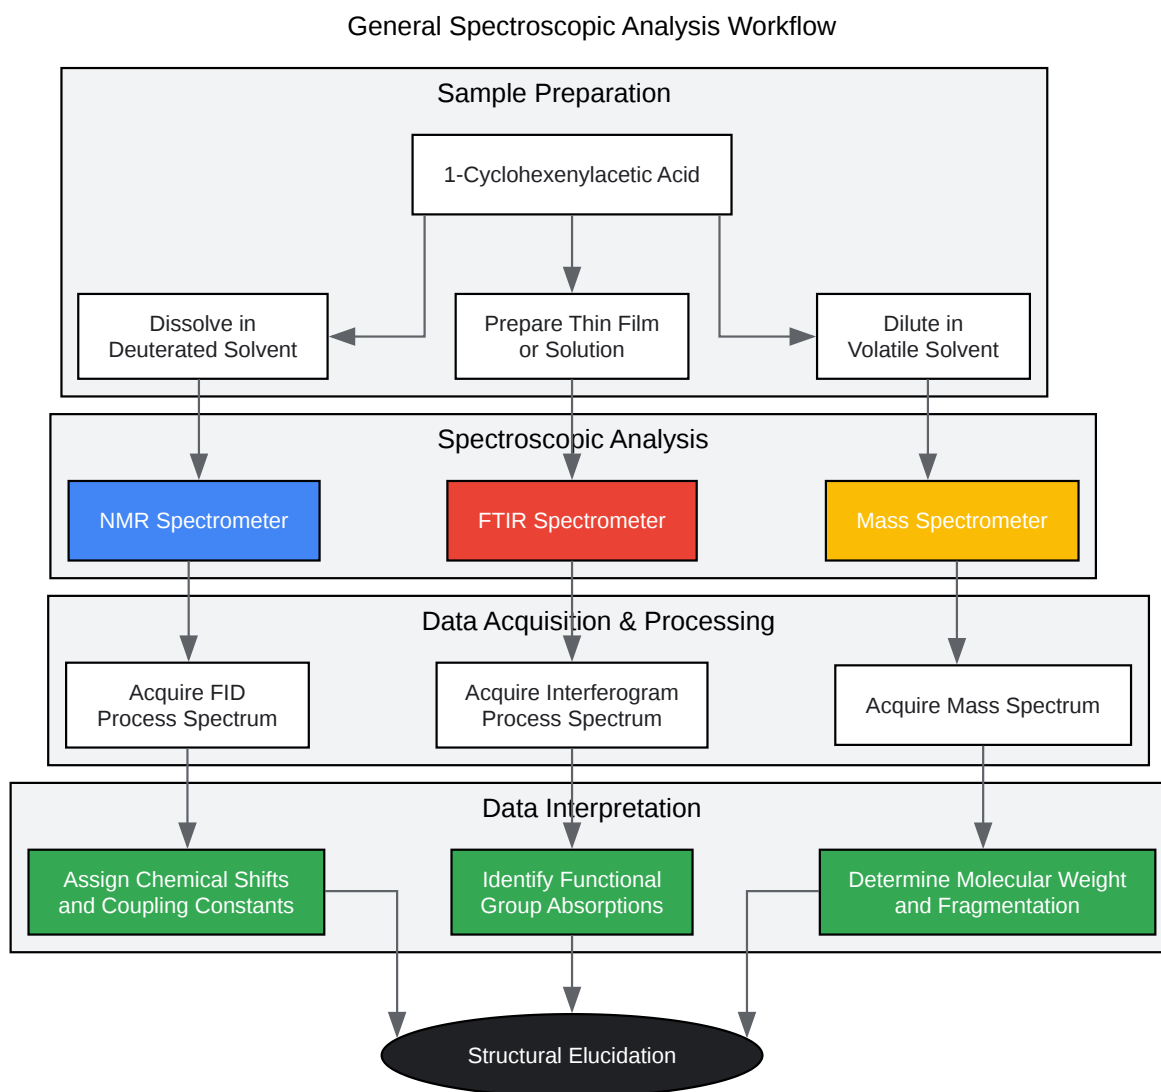 General Spectroscopic Analysis Workflow
Sample Preparation
1-Cyclohexenylacetic Acid
Dissolve in
Deuterated Solvent
Prepare Thin Film
or Solution
Dilute in
Volatile Solvent
Spectroscopic Analysis
NMR Spectrometer
FTIR Spectrometer
Mass Spectrometer
Data Acquisition & Processing
Acquire FID
Process Spectrum
Acquire Interferogram
Process Spectrum
Acquire Mass Spectrum
Data Interpretation
Assign Chemical Shifts
and Coupling Constants
Identify Functional
Group Absorptions
Determine Molecular Weight
and Fragmentation
Structural Elucidation